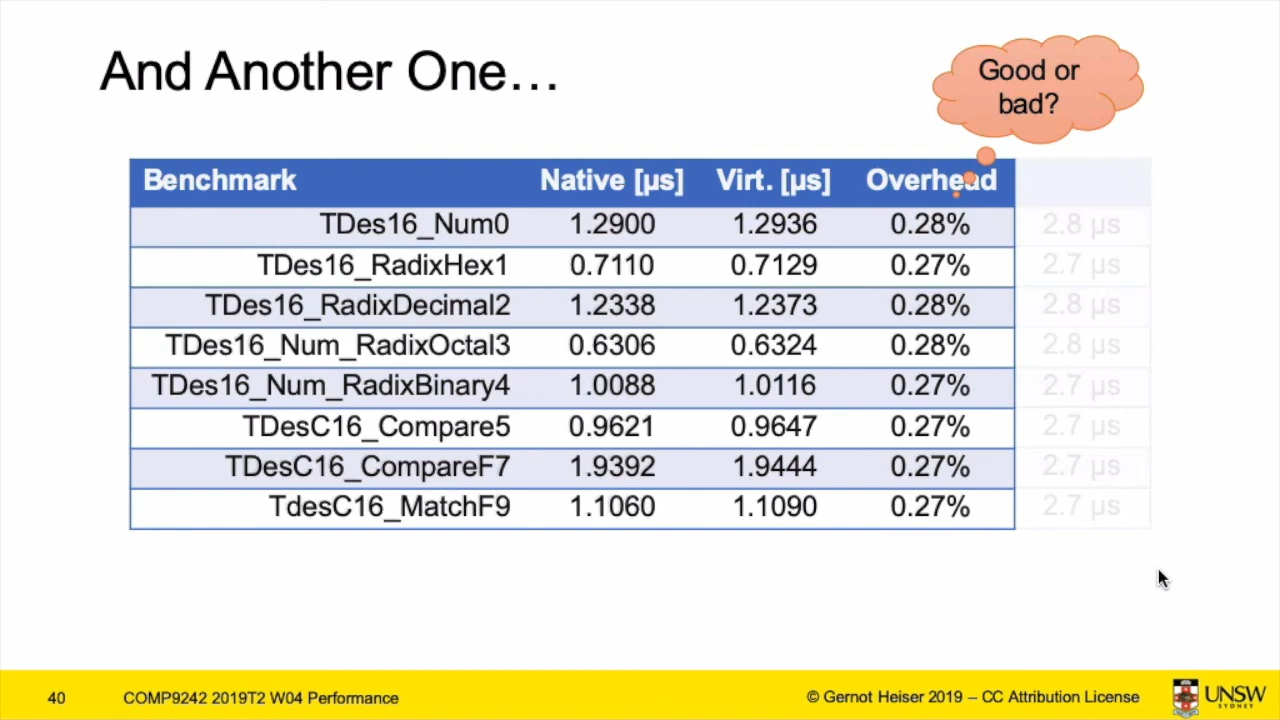 And Another One…
Good or
bad?
Benchmark Native [µs] Virt. [µs] Overhead
TDes16_Num0 1.2900 1.2936 0.28% 2.8 µs
TDes16_RadixHex1 0.7110 0.7129 0.27% 2.7 µs
TDes16_RadixDecimal2 1.2338 1.2373 0.28% 2.8 µs
TDes16_Num_RadixOctal3 0.6306 0.6324 0.28% 2.8 µs
TDes16_Num_RadixBinary4 1.0088 1.0116 0.27% 2.7 µs
TDesC16_Compare5 0.9621 0.9647 0.27% 2.7 µs
TDesC16_CompareF7 1.9392 1.9444 0.27% 2.7 µs
TdesC16_MatchF9 1.1060 1.1090 0.27% 2.7 µs
40 COMP9242 2019T2 W04 Performance © Gernot Heiser 2019 – CC Attribution License UNSW
SYDNEY